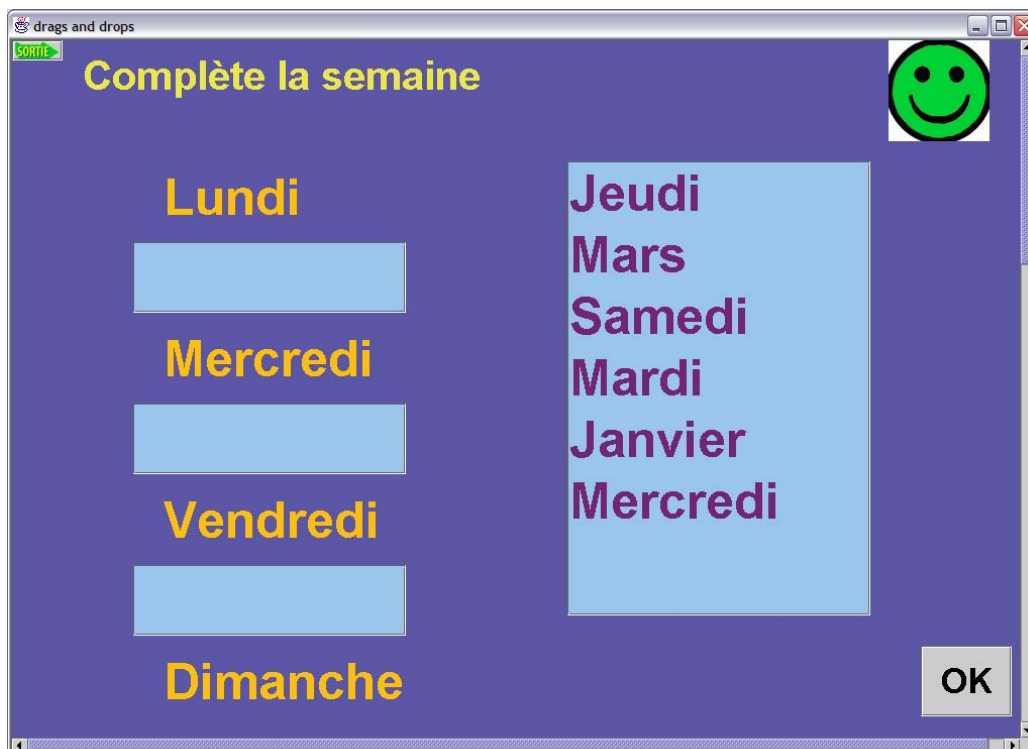 drags and drops
SORTIE
Complète la semaine
Lundi
Mercredi
Vendredi
Dimanche
Jeudi
Mars
Samedi
Mardi
Janvier
Mercredi
OK